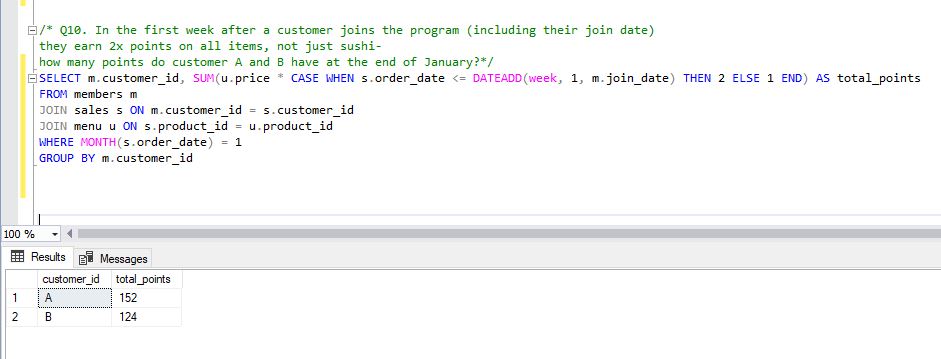 /* Q10. In the first week after a customer joins the program (including their join date)
they earn 2x points on all items, not just sushi-
how many points do customer A and B have at the end of January?*/
SELECT m.customer_id, SUM(u.price * CASE WHEN s.order_date <= DATEADD(week, 1, m.join_date) THEN 2 ELSE 1 END) AS total_points
FROM members m
JOIN sales s ON m.customer_id = s.customer_id
JOIN menu u ON s.product_id = u.product_id
WHERE MONTH(s.order_date) = 1
GROUP BY m.customer_id
100 %
Results Messages
customer_id total_points
1 A 152
2 B 124